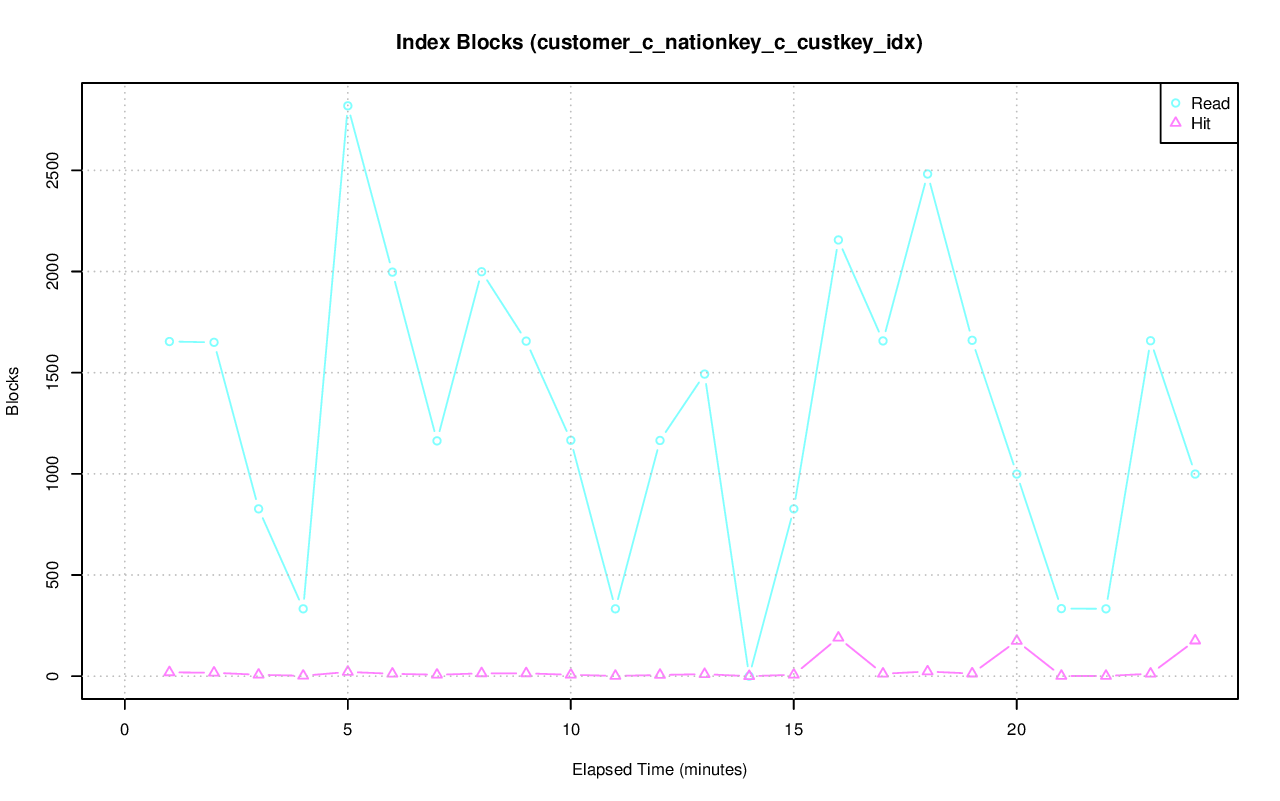 Index Blocks (customer_c_nationkey_c_custkey_idx)
Read
Hit
Blocks
2500
2000
1500
1000
500
0
0 5 10 15 20
Elapsed Time (minutes)